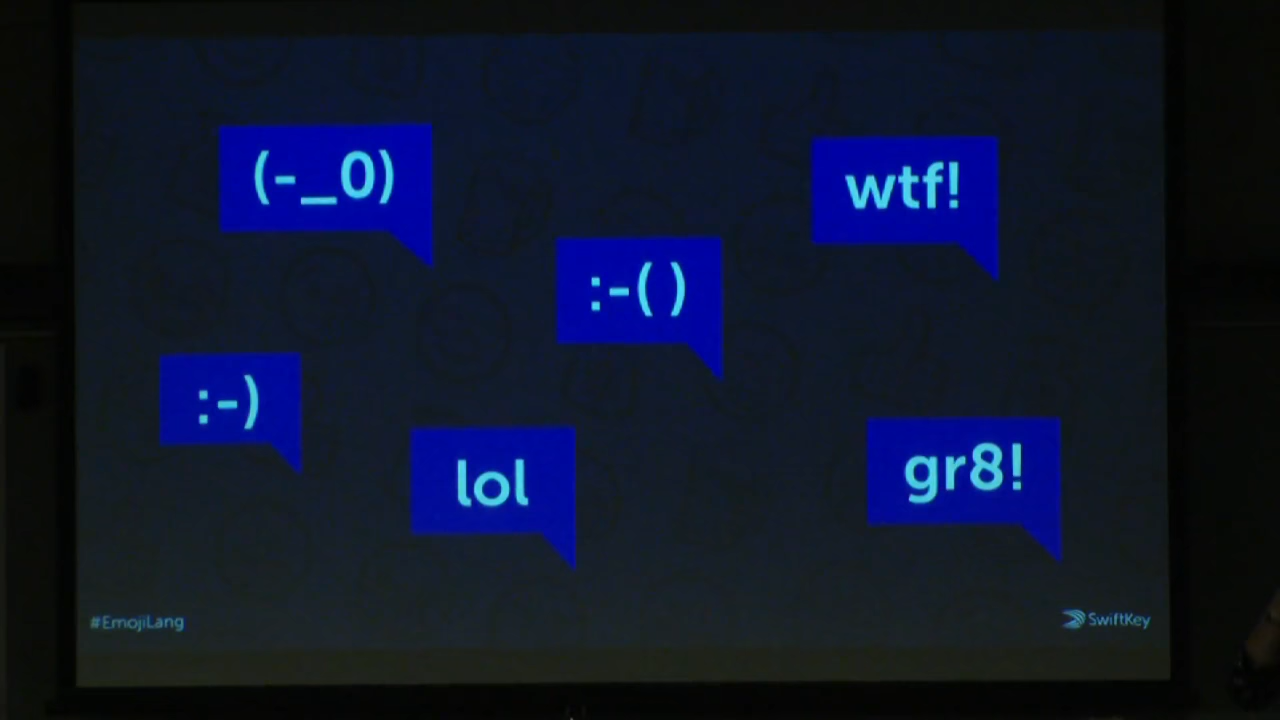 (-_0)
wtf!
:-( )
:-)
lol
gr8!
#EmojiLang
SwiftKey